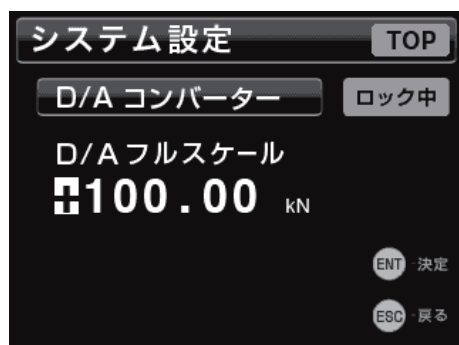 システム設定 TOP
D/A コンバーター ロック中
D/Aフルスケール
+100.00 kN
ENT -決定
ESC -戻る